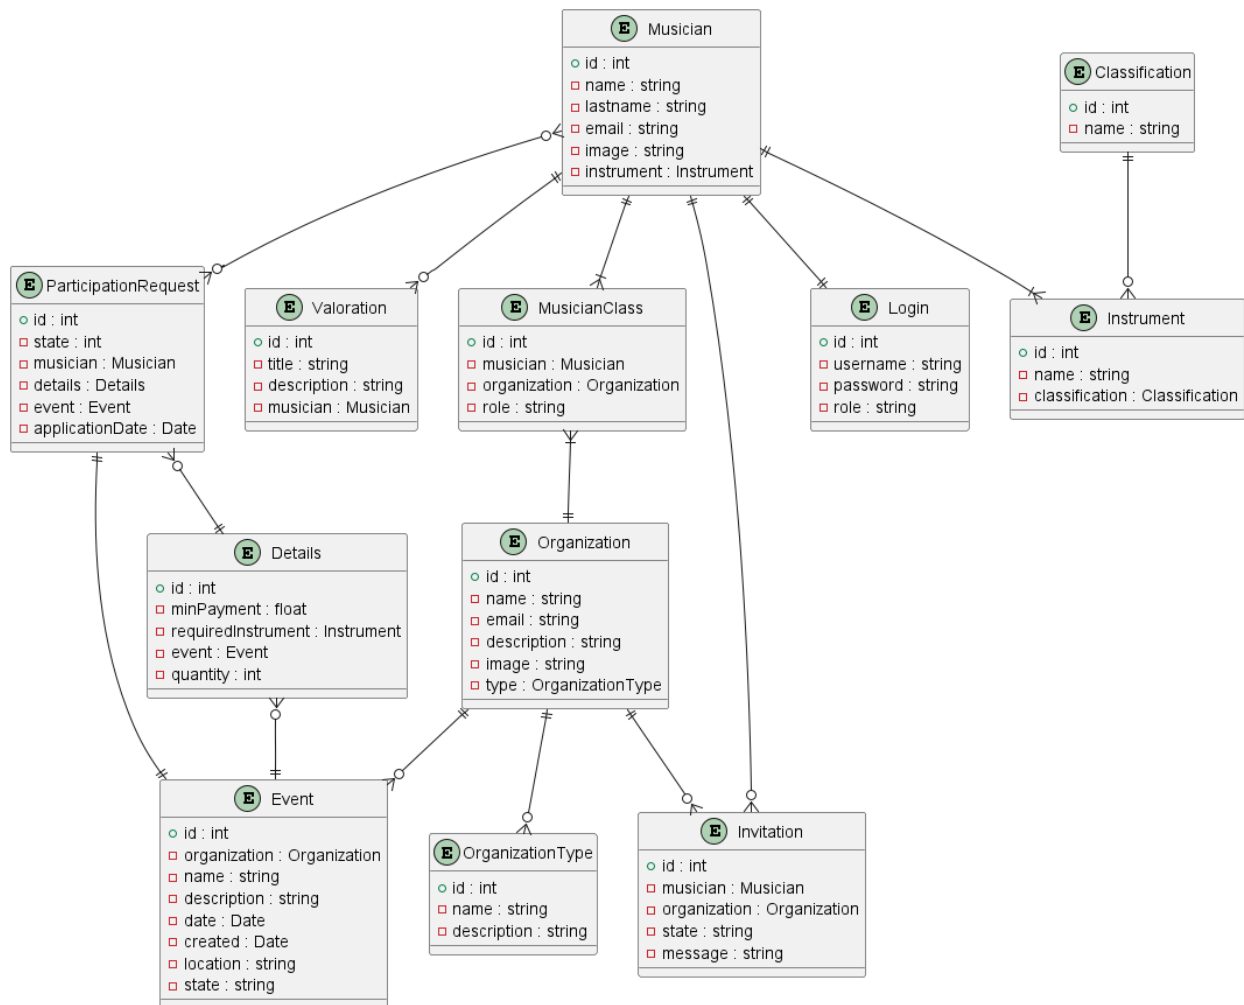 E Musician
id : int
name : string
lastname : string
email : string
image : string
instrument : Instrument
E Classification
id : int
name : string
E ParticipationRequest
id : int
state : int
musician : Musician
details : Details
event : Event
applicationDate : Date
E Valoration
id : int
title : string
description : string
musician : Musician
E MusicianClass
id : int
musician : Musician
organization : Organization
role : string
E Login
id : int
username : string
password : string
role : string
E Instrument
id : int
name : string
classification : Classification
E Details
id : int
minPayment : float
requiredInstrument : Instrument
event : Event
quantity : int
E Organization
id : int
name : string
email : string
description : string
image : string
type : OrganizationType
E Event
id : int
organization : Organization
name : string
description : string
date : Date
created : Date
location : string
state : string
E OrganizationType
id : int
name : string
description : string
E Invitation
id : int
musician : Musician
organization : Organization
state : string
message : string